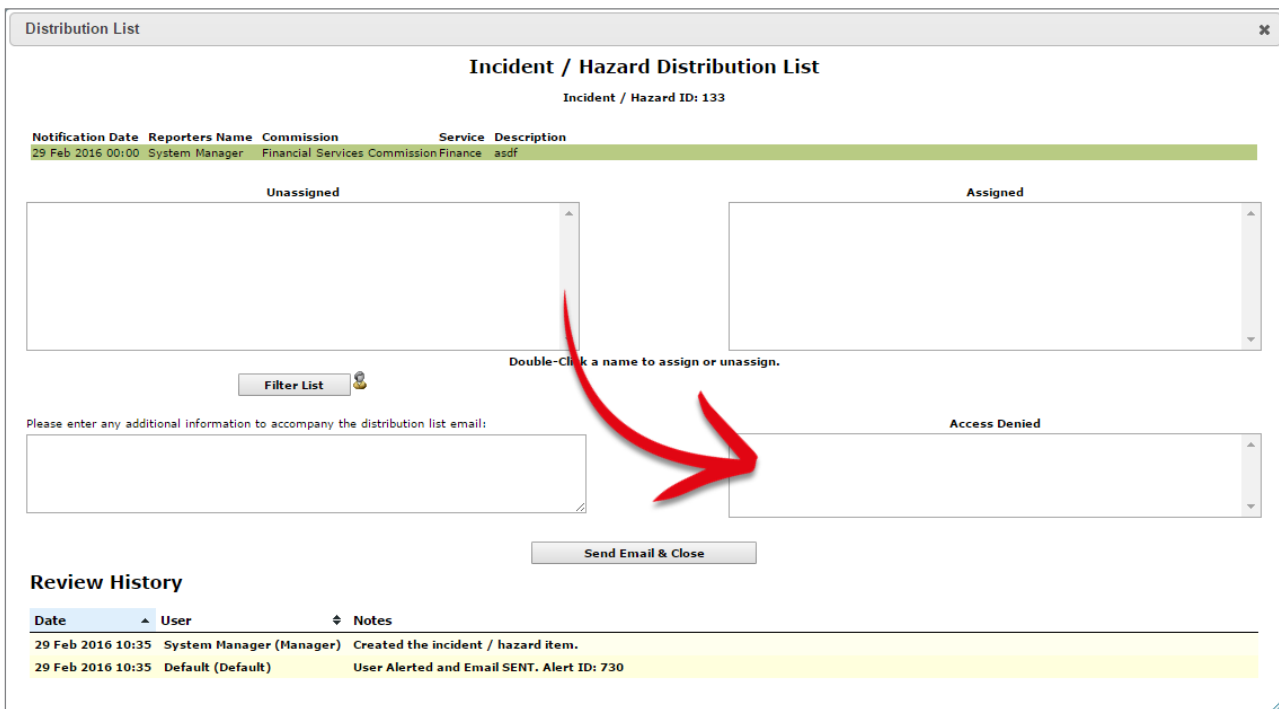 Distribution List
Incident / Hazard Distribution List
Incident / Hazard ID: 133
Notification Date Reporters Name Commission Service Description
29 Feb 2016 00:00 System Manager Financial Services Commission Finance asdf
Unassigned Assigned
Double-Click a name to assign or unassign.
Filter List
Please enter any additional information to accompany the distribution list email: Access Denied
Send Email & Close
Review History
Date User Notes
29 Feb 2016 10:35 System Manager (Manager) Created the incident / hazard item.
29 Feb 2016 10:35 Default (Default) User Alerted and Email SENT. Alert ID: 730